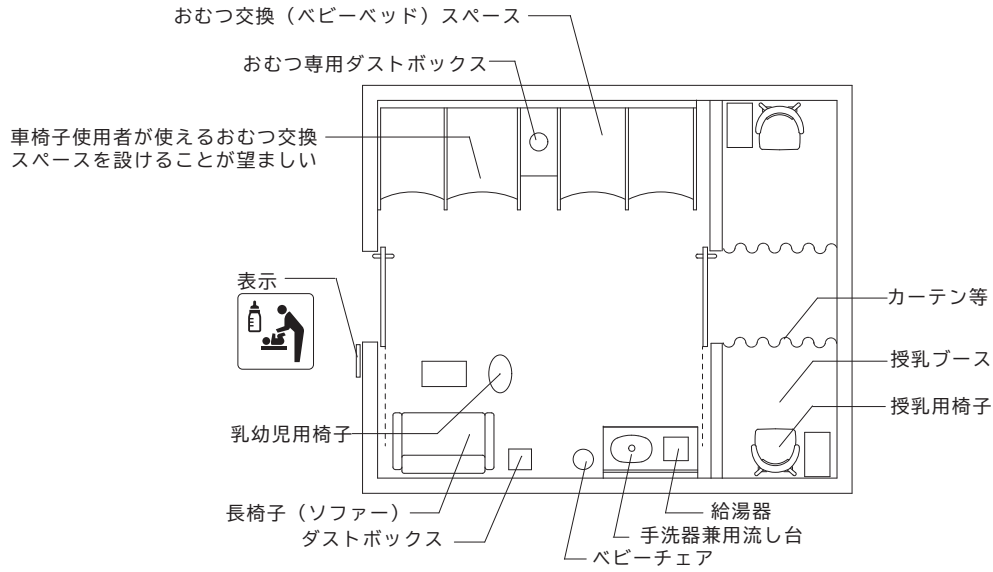 おむつ交換（ベビーベッド）スペース
おむつ専用ダストボックス
車椅子使用者が使えるおむつ交換
スペースを設けることが望ましい
表示
カーテン等
授乳ブース
授乳用椅子
乳幼児用椅子
長椅子（ソファー）
ダストボックス
給湯器
手洗器兼用流し台
ベビーチェア